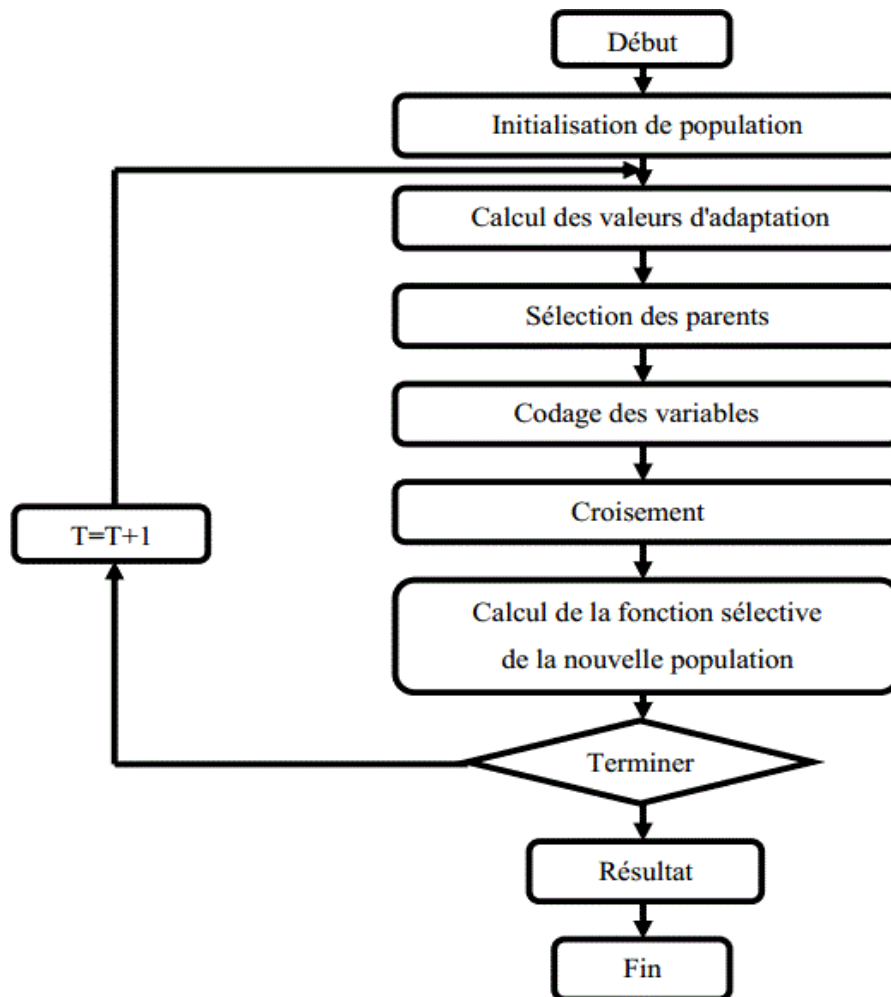 Début
Initialisation de population
Calcul des valeurs d'adaptation
Sélection des parents
Codage des variables
Croisement
T=T+1
Calcul de la fonction sélective
de la nouvelle population
Terminer
Résultat
Fin